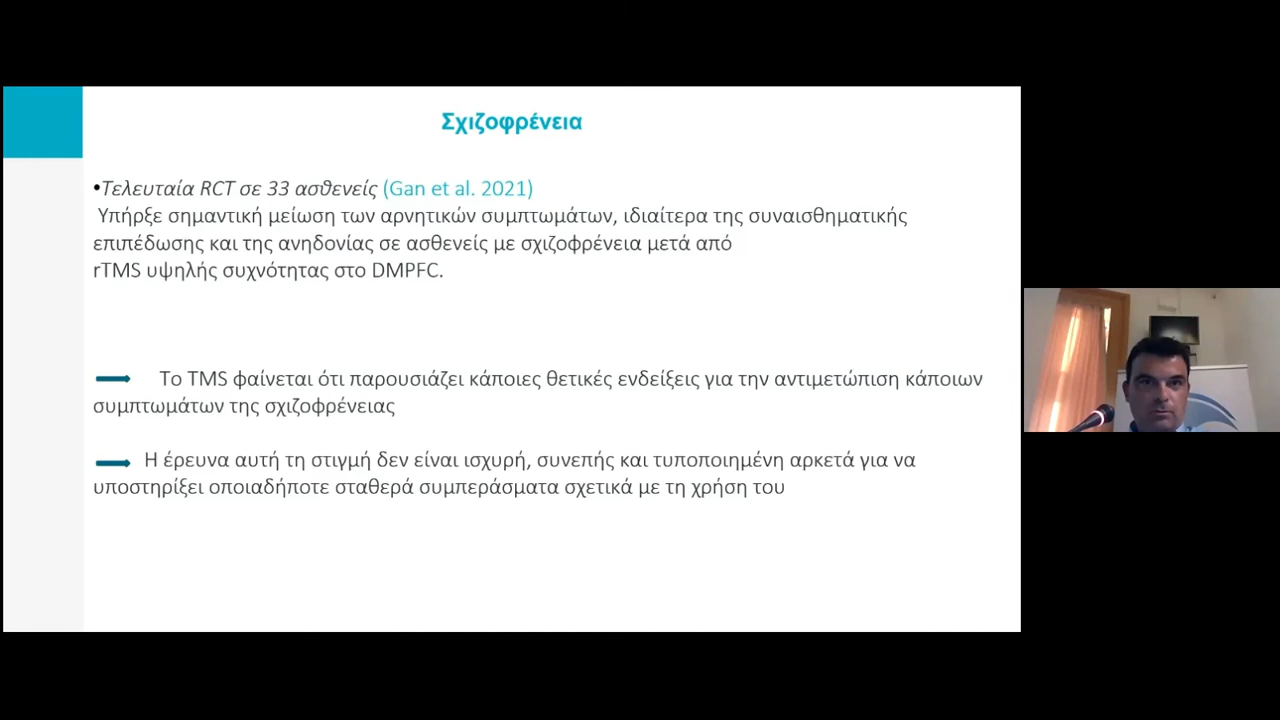 Σχιζοφρένεια
•Τελευταία RCT σε 33 ασθενείς (Gan et al. 2021)
Υπήρξε σημαντική μείωση των αρνητικών συμπτωμάτων, ιδιαίτερα της συναισθηματικής
επιπέδωσης και της ανηδονίας σε ασθενείς με σχιζοφρένεια μετά από
rTMS υψηλής συχνότητας στο DMPFC.
Το TMS φαίνεται ότι παρουσιάζει κάποιες θετικές ενδείξεις για την αντιμετώπιση κάποιων
συμπτωμάτων της σχιζοφρένειας
Η έρευνα αυτή τη στιγμή δεν είναι ισχυρή, συνεπής και τυποποιημένη αρκετά για να
υποστηρίξει οποιαδήποτε σταθερά συμπεράσματα σχετικά με τη χρήση του